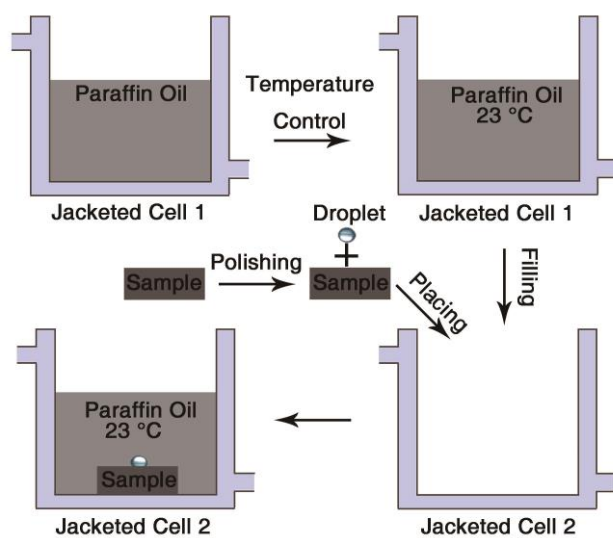 Paraffin Oil
Jacketed Cell 1
Temperature
Control
Paraffin Oil
23 °C
Jacketed Cell 1
Droplet
Polishing
Sample
Sample
Placing
Filling
Paraffin Oil
23 °C
Sample
Jacketed Cell 2
Jacketed Cell 2